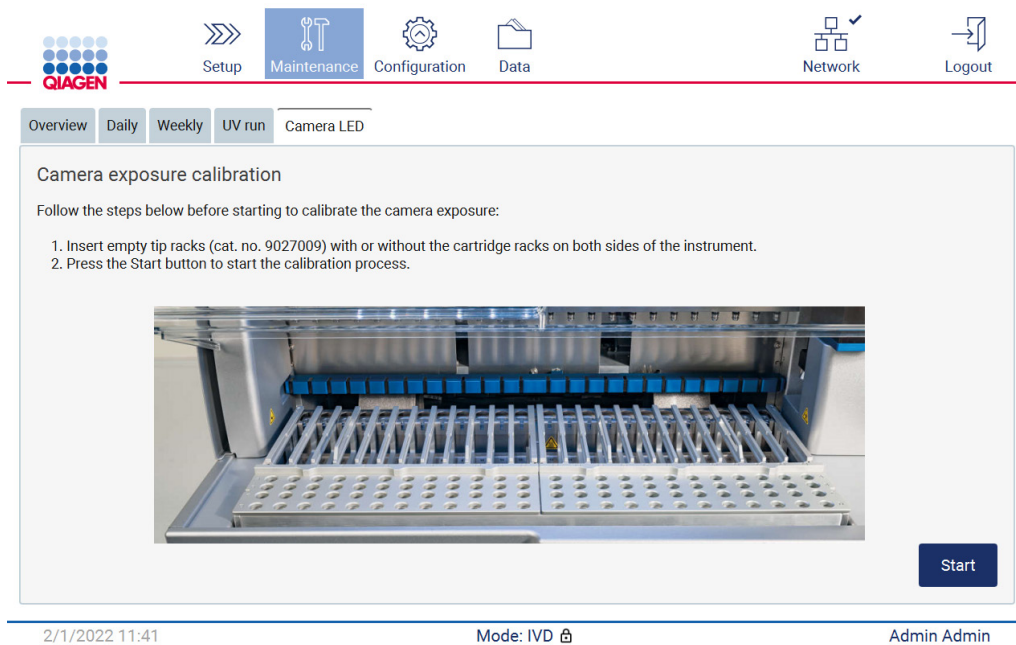 QIAGEN
Setup
Maintenance
Configuration
Data
Network
Logout
Overview
Daily
Weekly
UV run
Camera LED
Camera exposure calibration
Follow the steps below before starting to calibrate the camera exposure:
1. Insert empty tip racks (cat. no. 9027009) with or without the cartridge racks on both sides of the instrument.
2. Press the Start button to start the calibration process.
Start
2/1/2022 11:41
Mode: IVD
Admin Admin